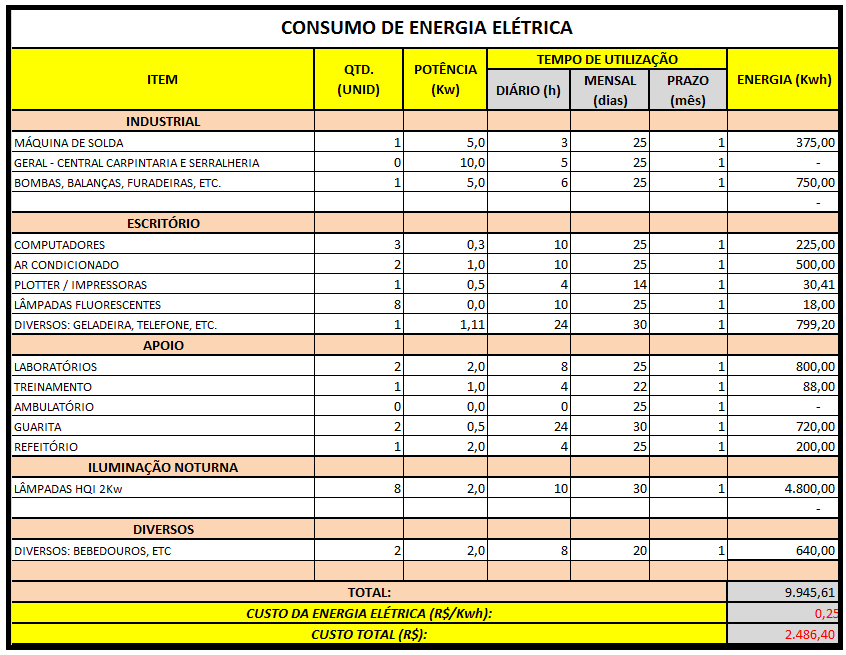 CONSUMO DE ENERGIA ELÉTRICA
ITEM QTD. (UNID) POTÊNCIA (Kw) TEMPO DE UTILIZAÇÃO ENERGIA (Kwh)
DIÁRIO (h) MENSAL (dias) PRAZO (mês)
INDUSTRIAL
MÁQUINA DE SOLDA 1 5,0 3 25 1 375,00
GERAL - CENTRAL CARPINTARIA E SERRALHERIA 0 10,0 5 25 1 -
BOMBAS, BALANÇAS, FURADEIRAS, ETC. 1 5,0 6 25 1 750,00
-
ESCRITÓRIO
COMPUTADORES 3 0,3 10 25 1 225,00
AR CONDICIONADO 2 1,0 10 25 1 500,00
PLOTTER / IMPRESSORAS 1 0,5 4 14 1 30,41
LÂMPADAS FLUORESCENTES 8 0,0 10 25 1 18,00
DIVERSOS: GELADEIRA, TELEFONE, ETC. 1 1,11 24 30 1 799,20
APOIO
LABORATÓRIOS 2 2,0 8 25 1 800,00
TREINAMENTO 1 1,0 4 22 1 88,00
AMBULATÓRIO 0 0,0 0 25 1 -
GUARITA 2 0,5 24 30 1 720,00
REFEITÓRIO 1 2,0 4 25 1 200,00
ILUMINAÇÃO NOTURNA
LÂMPADAS HQI 2Kw 8 2,0 10 30 1 4.800,00
-
DIVERSOS
DIVERSOS: BEBEDOUROS, ETC 2 2,0 8 20 1 640,00
TOTAL: 9.945,61
CUSTO DA ENERGIA ELÉTRICA (R$/Kwh): 0,25
CUSTO TOTAL (R$): 2.486,40